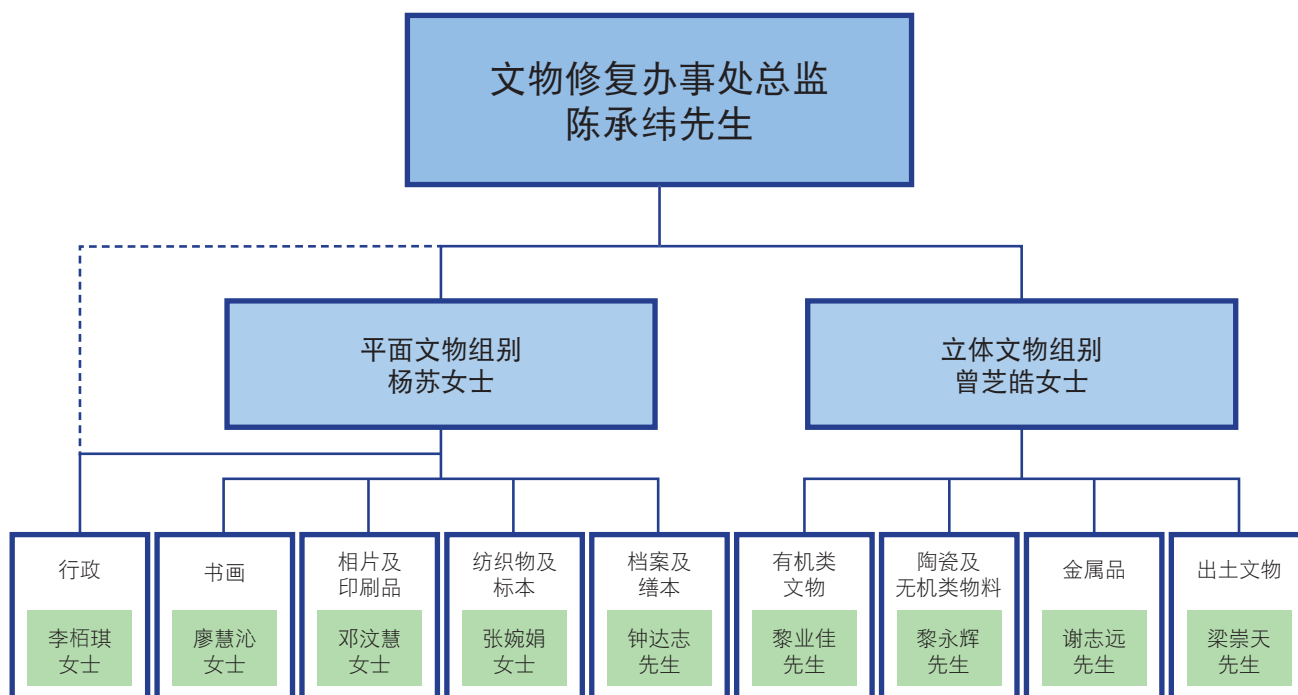 文物修复办事处总监
陈承纬先生
平面文物组别
杨苏女士
立体文物组别
曾芝皓女士
行政
李栢琪
女士
书画
廖慧沁
女士
相片及
印刷品
邓汶慧
女士
纺织物及
标本
张婉娟
女士
档案及
缮本
钟达志
先生
有机类
文物
黎业佳
先生
陶瓷及
无机类物料
黎永辉
先生
金属品
谢志远
先生
出土文物
梁崇天
先生